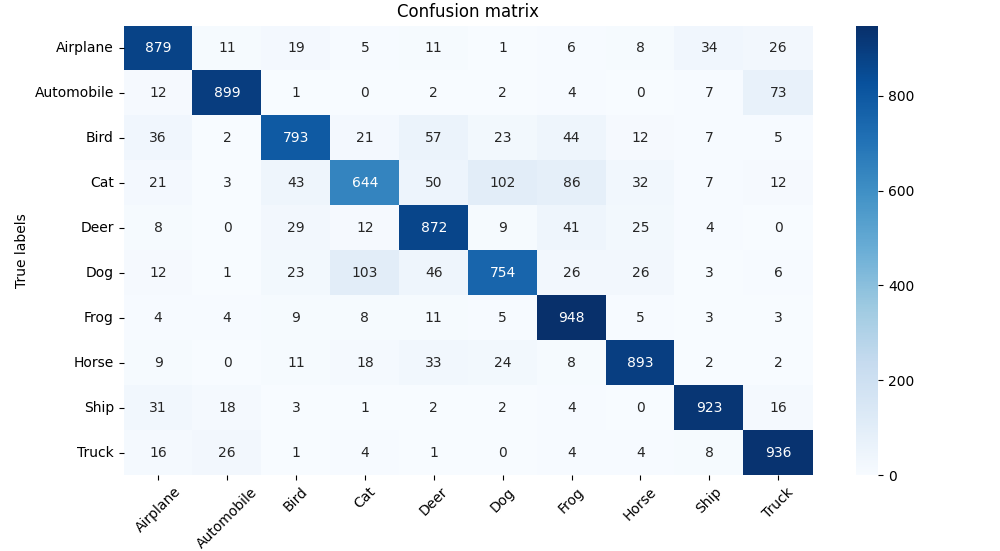 Confusion matrix
Airplane 879 11 19 5 11 1 6 8 34 26
Automobile 12 899 1 0 2 2 4 0 7 73 800
Bird 36 2 793 21 57 23 44 12 7 5
Cat 21 3 43 644 50 102 86 32 7 12 600
Deer 8 0 29 12 872 9 41 25 4 0
True labels
Dog 12 1 23 103 46 754 26 26 3 6 400
Frog 4 4 9 8 11 5 948 5 3 3
Horse 9 0 11 18 33 24 8 893 2 2 200
Ship 31 18 3 1 2 2 4 0 923 16
Truck 16 26 1 4 1 0 4 4 8 936 0
Airplane Automobile Bird Cat Deer Dog Frog Horse Ship Truck